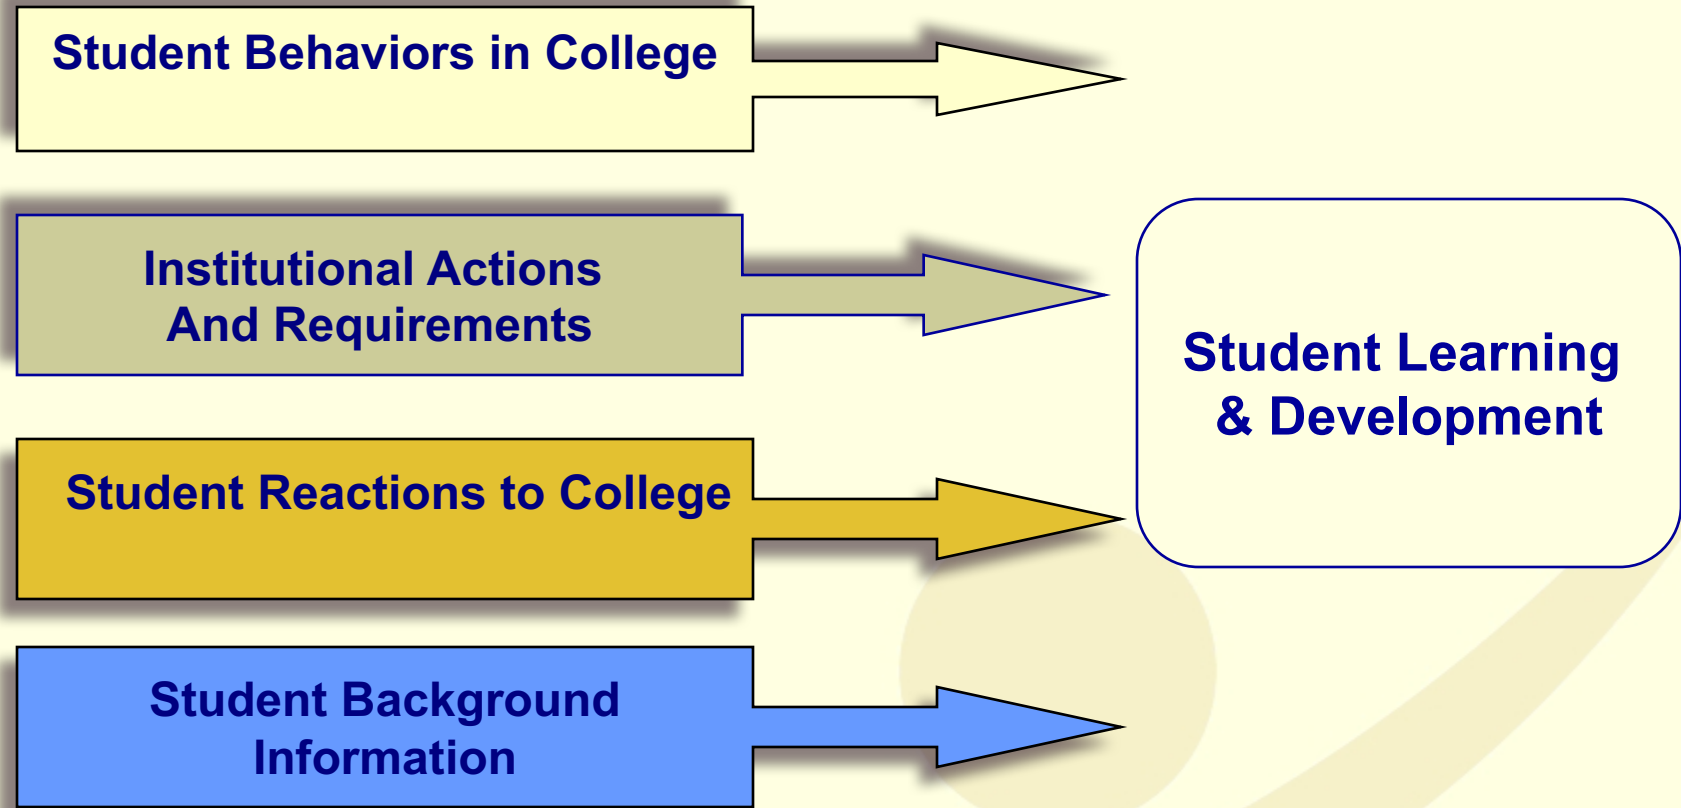 Student Behaviors in College
Institutional Actions
And Requirements
Student Learning
& Development
Student Reactions to College
Student Background
Information